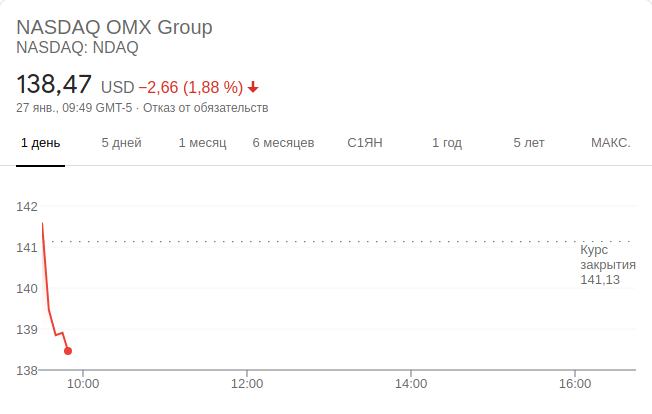 NASDAQ OMX Group
NASDAQ: NDAQ
138,47 USD −2,66 (1,88 %)
27 янв., 09:49 GMT-5 · Отказ от обязательств
1 день 5 дней 1 месяц 6 месяцев С1ЯН 1 год 5 лет МАКС.
142
141
Курс
закрытия
141,13
140
139
138
10:00 12:00 14:00 16:00